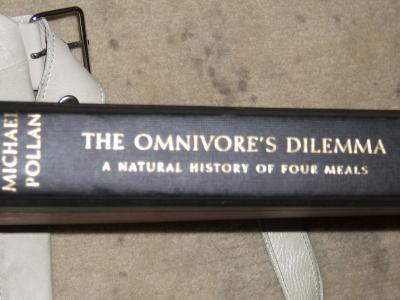 MICHAEL
POLLAN
THE OMNIVORE'S DILEMMA
A NATURAL HISTORY OF FOUR MEALS